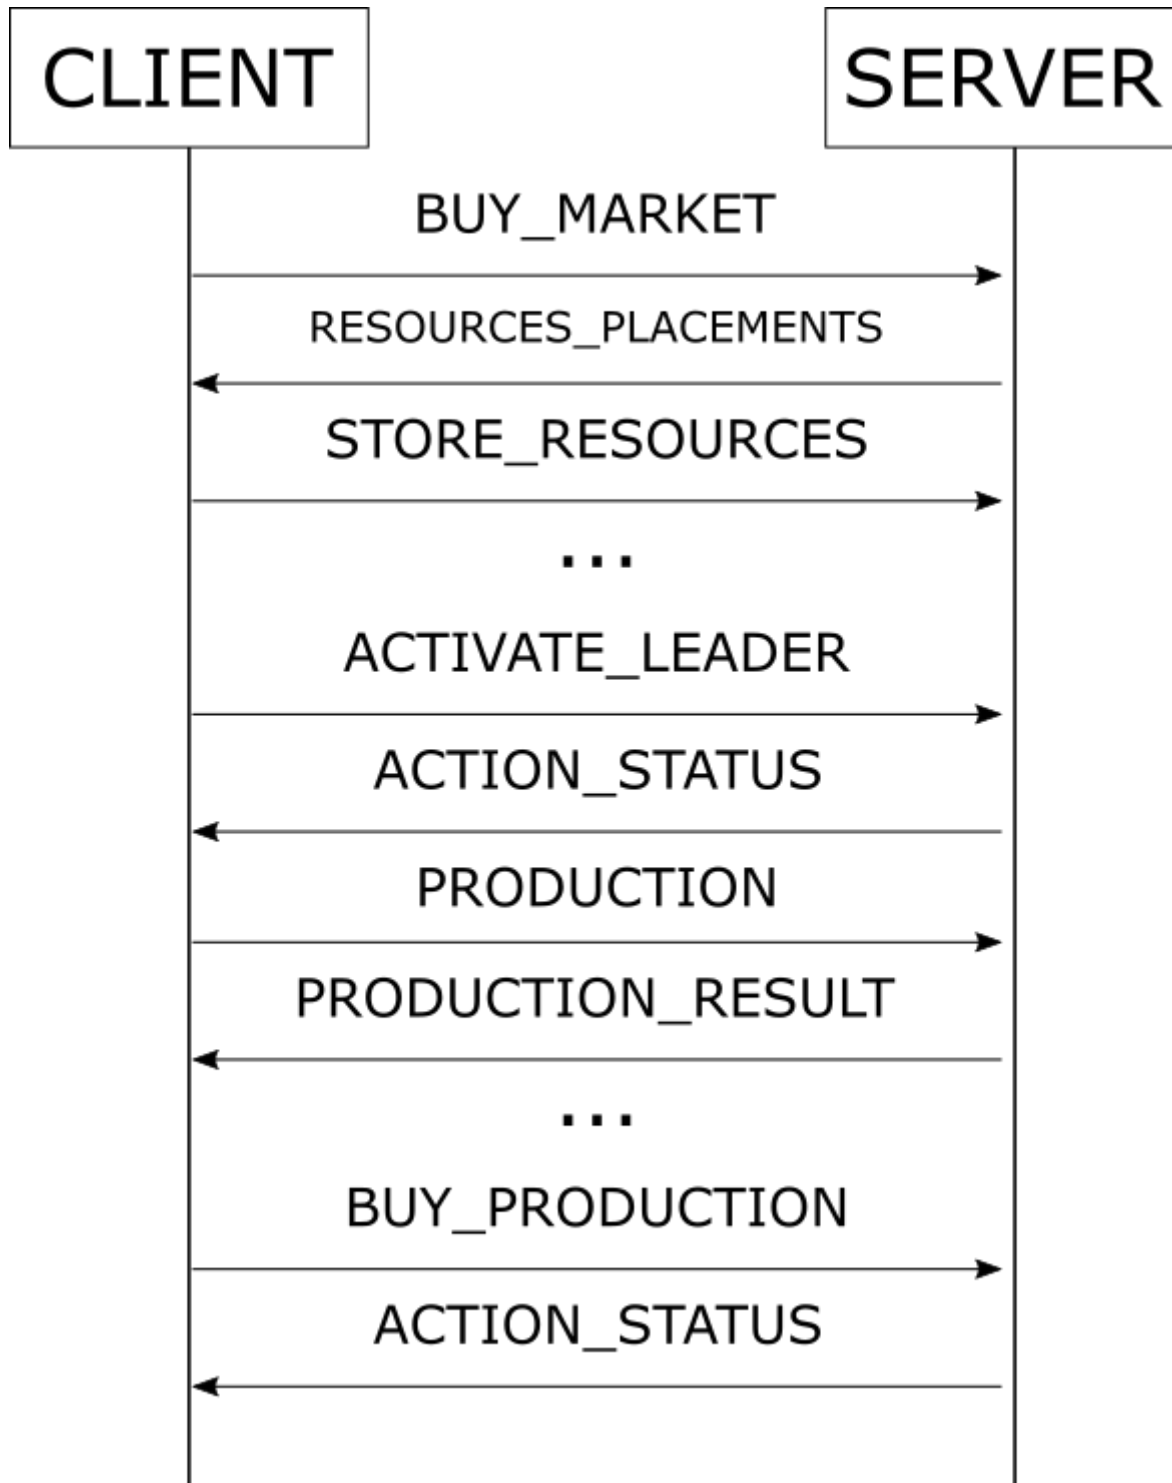 CLIENT
SERVER
BUY_MARKET
RESOURCES_PLACEMENTS
STORE_RESOURCES
...
ACTIVATE_LEADER
ACTION_STATUS
PRODUCTION
PRODUCTION_RESULT
...
BUY_PRODUCTION
ACTION_STATUS